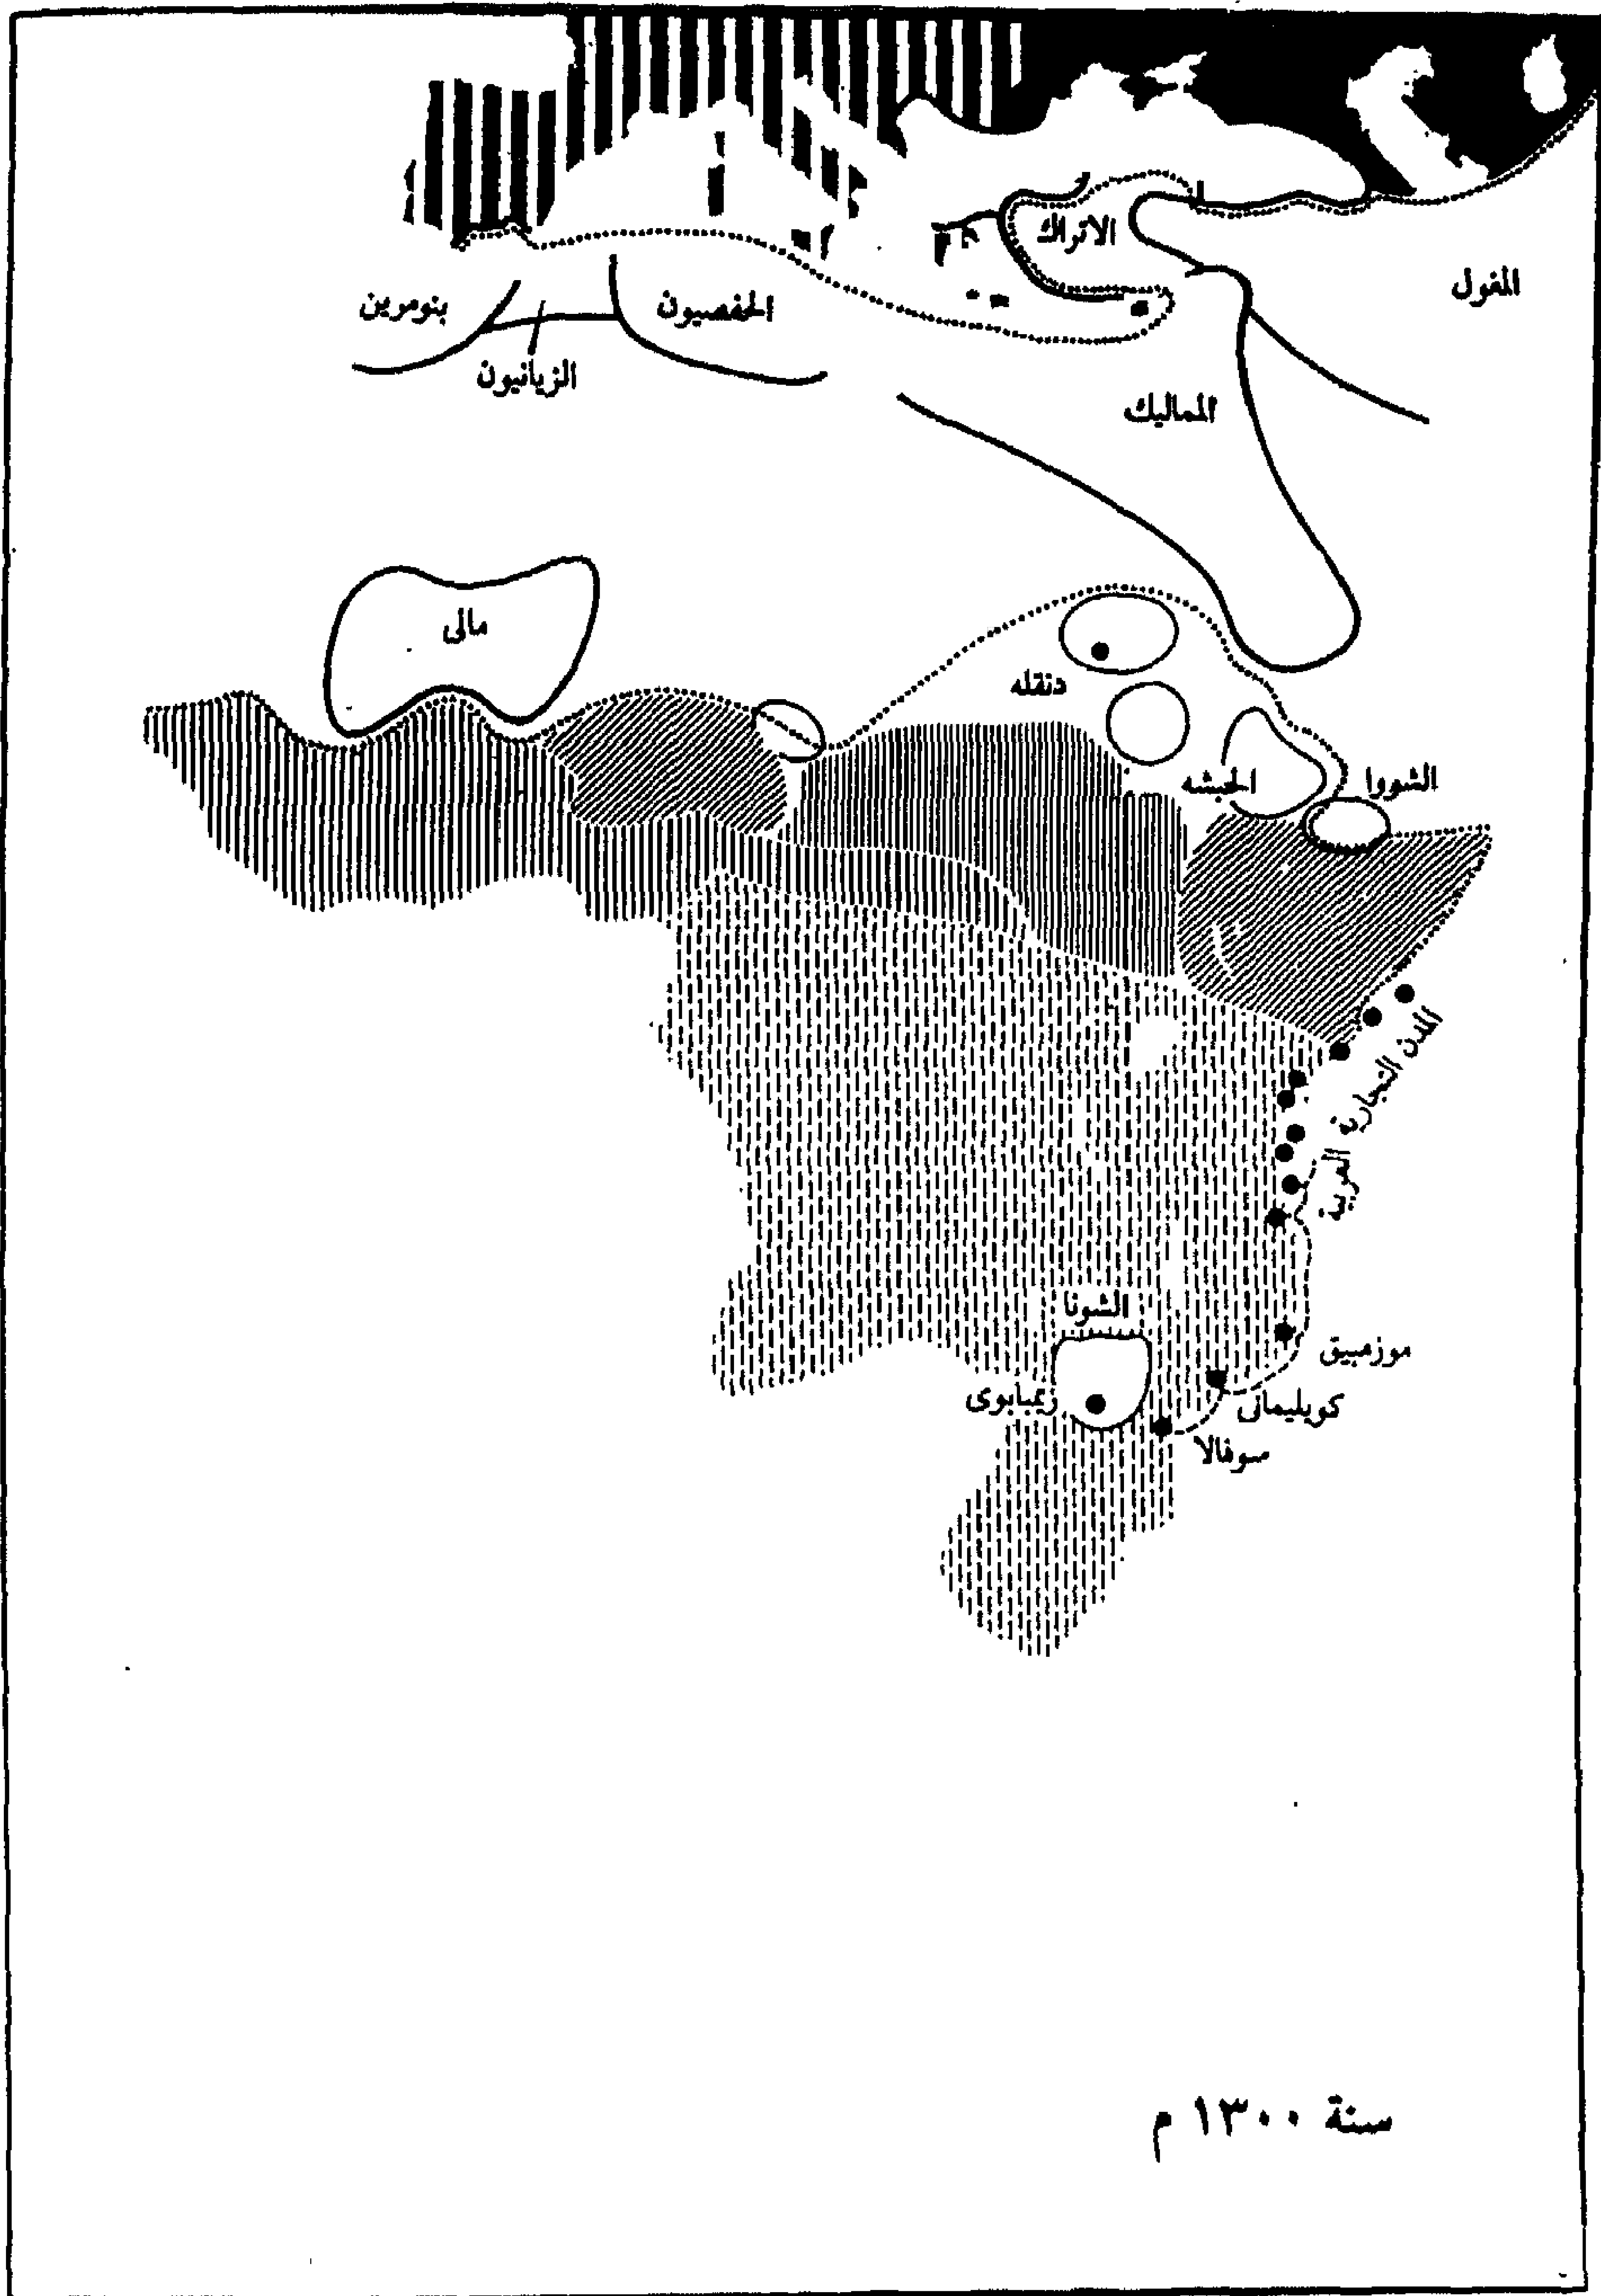 الاتراك
المغول
بنومرين
الحفصيون
الزيانيون
المماليك
مالى
دنقله
الحبشه
الشووا
المدن التجارية العربية
الشونا
موزمبيق
زيمبابوى
كويليمانى
سوفالا
سنة ١٣٠٠ م